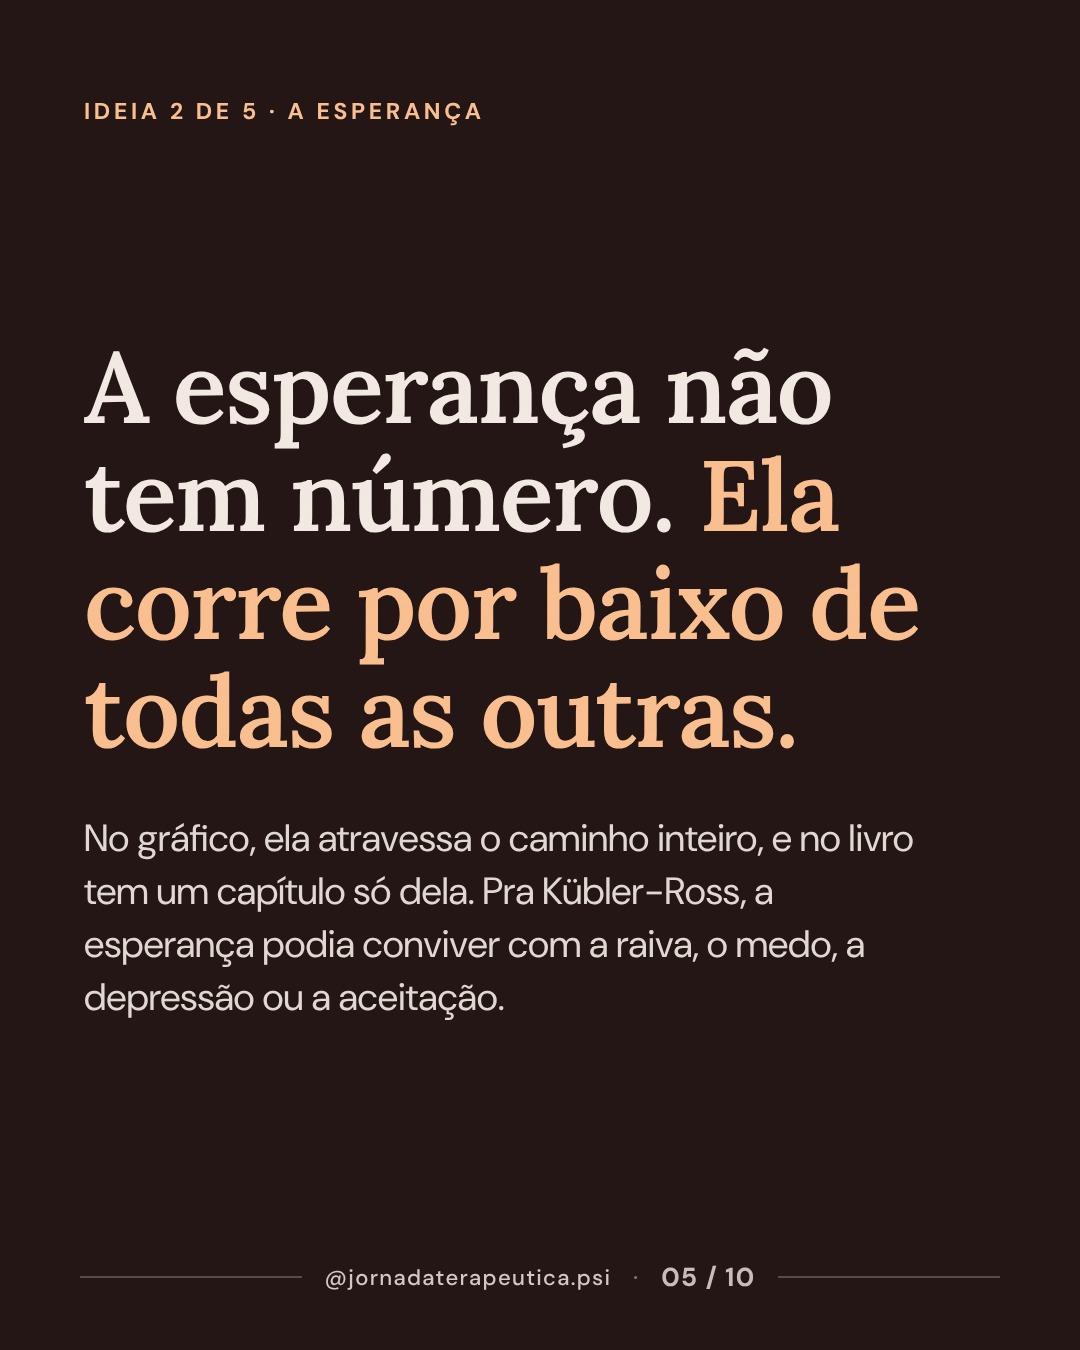 IDEIA 2 DE 5 · A ESPERANÇA
A esperança não
tem número. Ela
corre por baixo de
todas as outras.
No gráfico, ela atravessa o caminho inteiro, e no livro
tem um capítulo só dela. Pra Kübler-Ross, a
esperança podia conviver com a raiva, o medo, a
depressão ou a aceitação.
@jornadaterapeutica.psi · 05 / 10